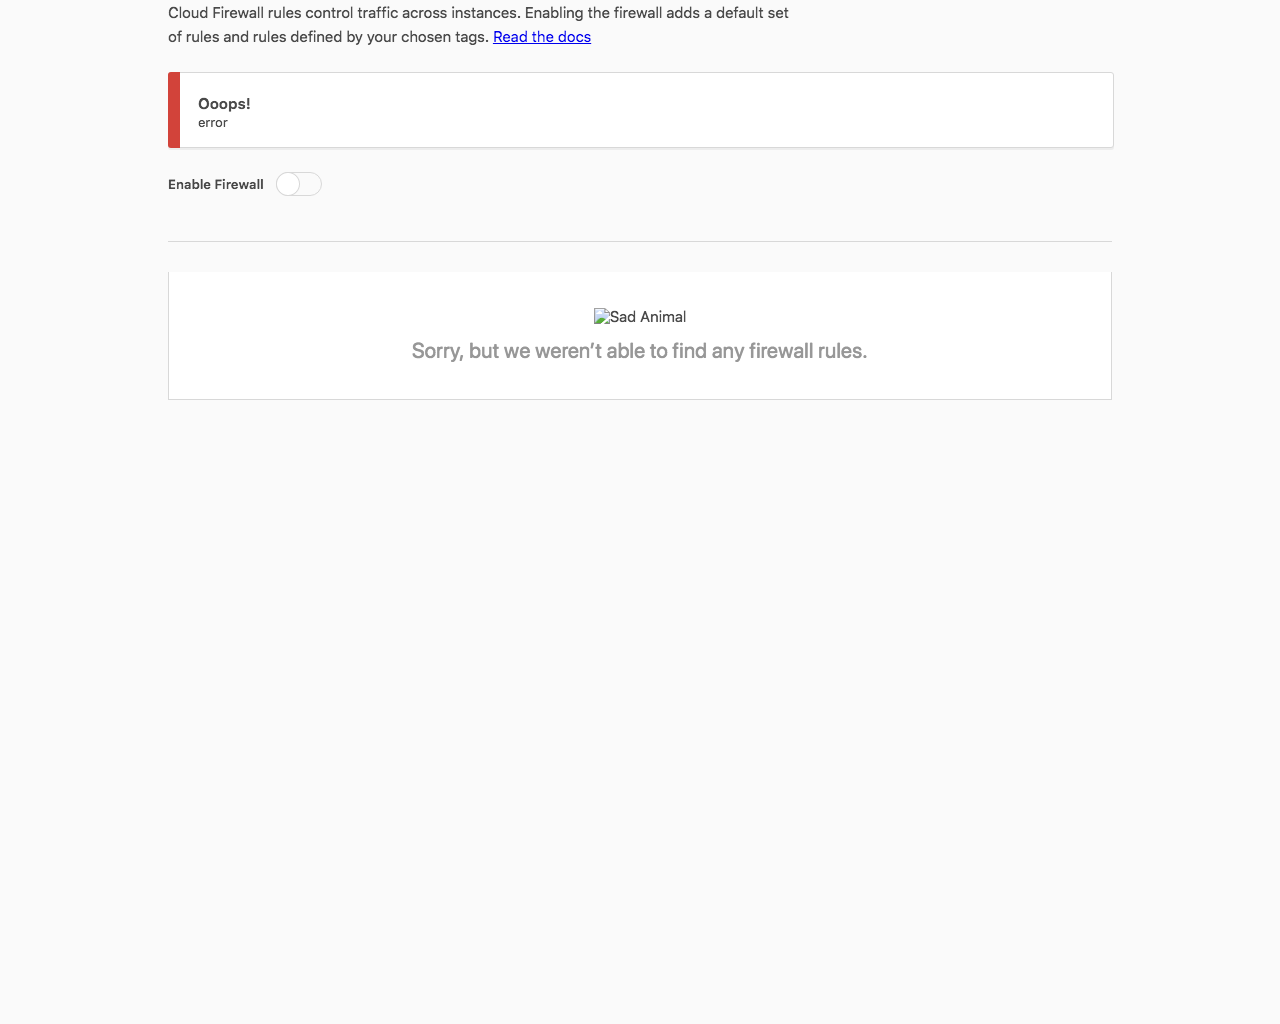 Cloud Firewall rules control traffic across instances. Enabling the firewall adds a default set
of rules and rules defined by your chosen tags. Read the docs
Ooops!
error
Enable Firewall
Sad Animal
Sorry, but we weren’t able to find any firewall rules.